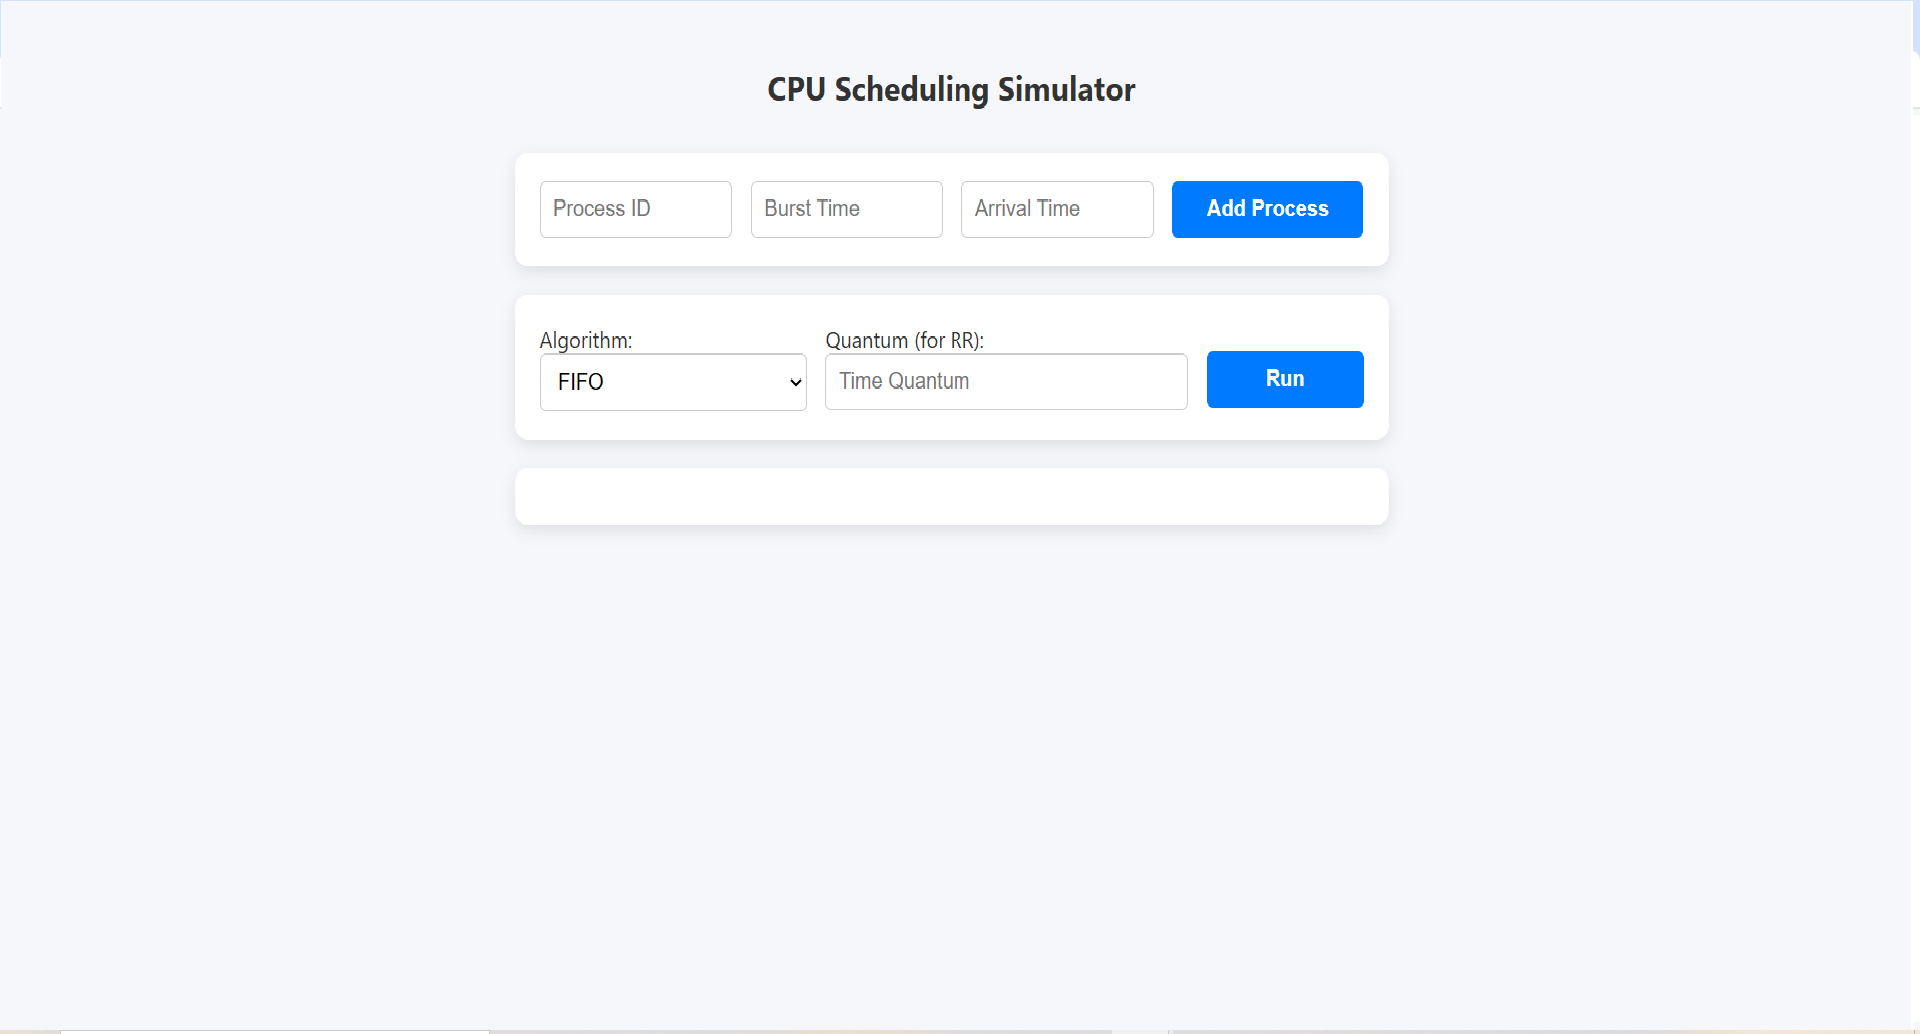 CPU Scheduling Simulator
Process ID Burst Time Arrival Time Add Process
Algorithm: Quantum (for RR):
FIFO Time Quantum Run